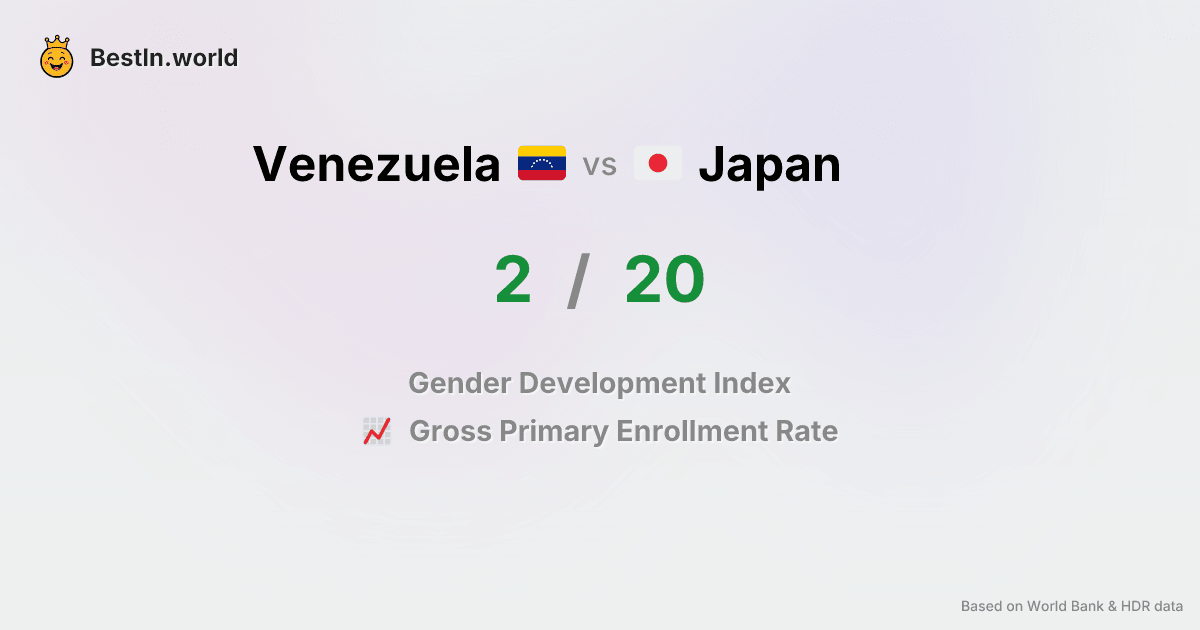 BestIn.world
Venezuela vs Japan
2 / 20
Gender Development Index
Gross Primary Enrollment Rate
Based on World Bank & HDR data